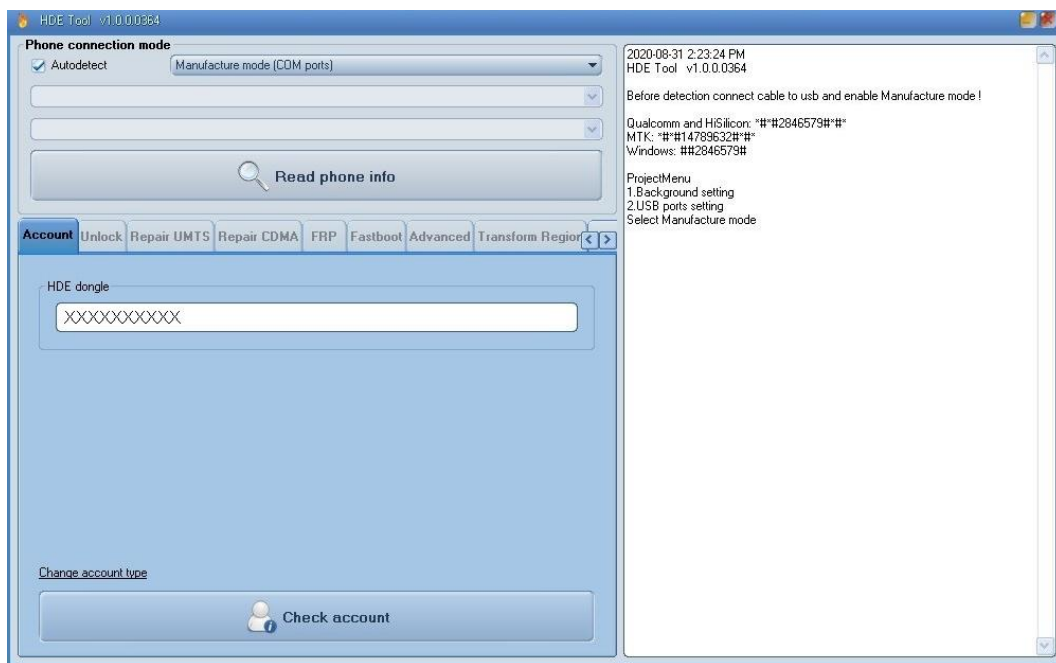 HDE Tool v1.0.0.0364
Phone connection mode
Autodetect
Manufacture mode (COM ports)
Read phone info
Account Unlock Repair UMTS Repair CDMA FRP Fastboot Advanced Transform Region
HDE dongle
XXXXXXXXXX
Change account type
Check account
2020-08-31 2:23:24 PM
HDE Tool v1.0.0.0364
Before detection connect cable to usb and enable Manufacture mode !
Qualcomm and HiSilicon: *#*#2846579#*#*
MTK: *#*#14789632#*#*
Windows: ##2846579#
ProjectMenu
1.Background setting
2.USB ports setting
Select Manufacture mode